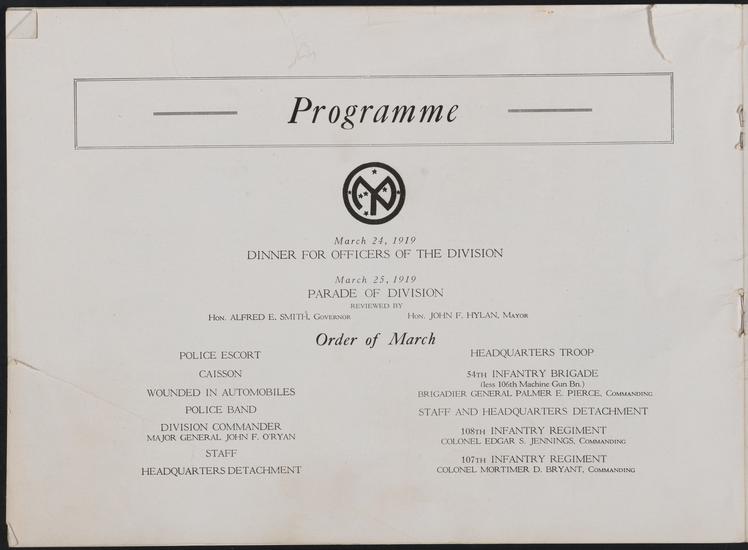 Programme
NY
March 24, 1919
DINNER FOR OFFICERS OF THE DIVISION
March 25, 1919
PARADE OF DIVISION
REVIEWED BY
HON. ALFRED E. SMITH, GOVERNOR
HON. JOHN F. HYLAN, MAYOR
Order of March
POLICE ESCORT
CAISSON
WOUNDED IN AUTOMOBILES
POLICE BAND
DIVISION COMMANDER
MAJOR GENERAL JOHN F. O'RYAN
STAFF
HEADQUARTERS DETACHMENT
HEADQUARTERS TROOP
54TH INFANTRY BRIGADE
(less 106th Machine Gun Bn.)
BRIGADIER GENERAL PALMER E. PIERCE, COMMANDING
STAFF AND HEADQUARTERS DETACHMENT
108TH INFANTRY REGIMENT
COLONEL EDGAR S. JENNINGS, COMMANDING
107TH INFANTRY REGIMENT
COLONEL MORTIMER D. BRYANT, COMMANDING